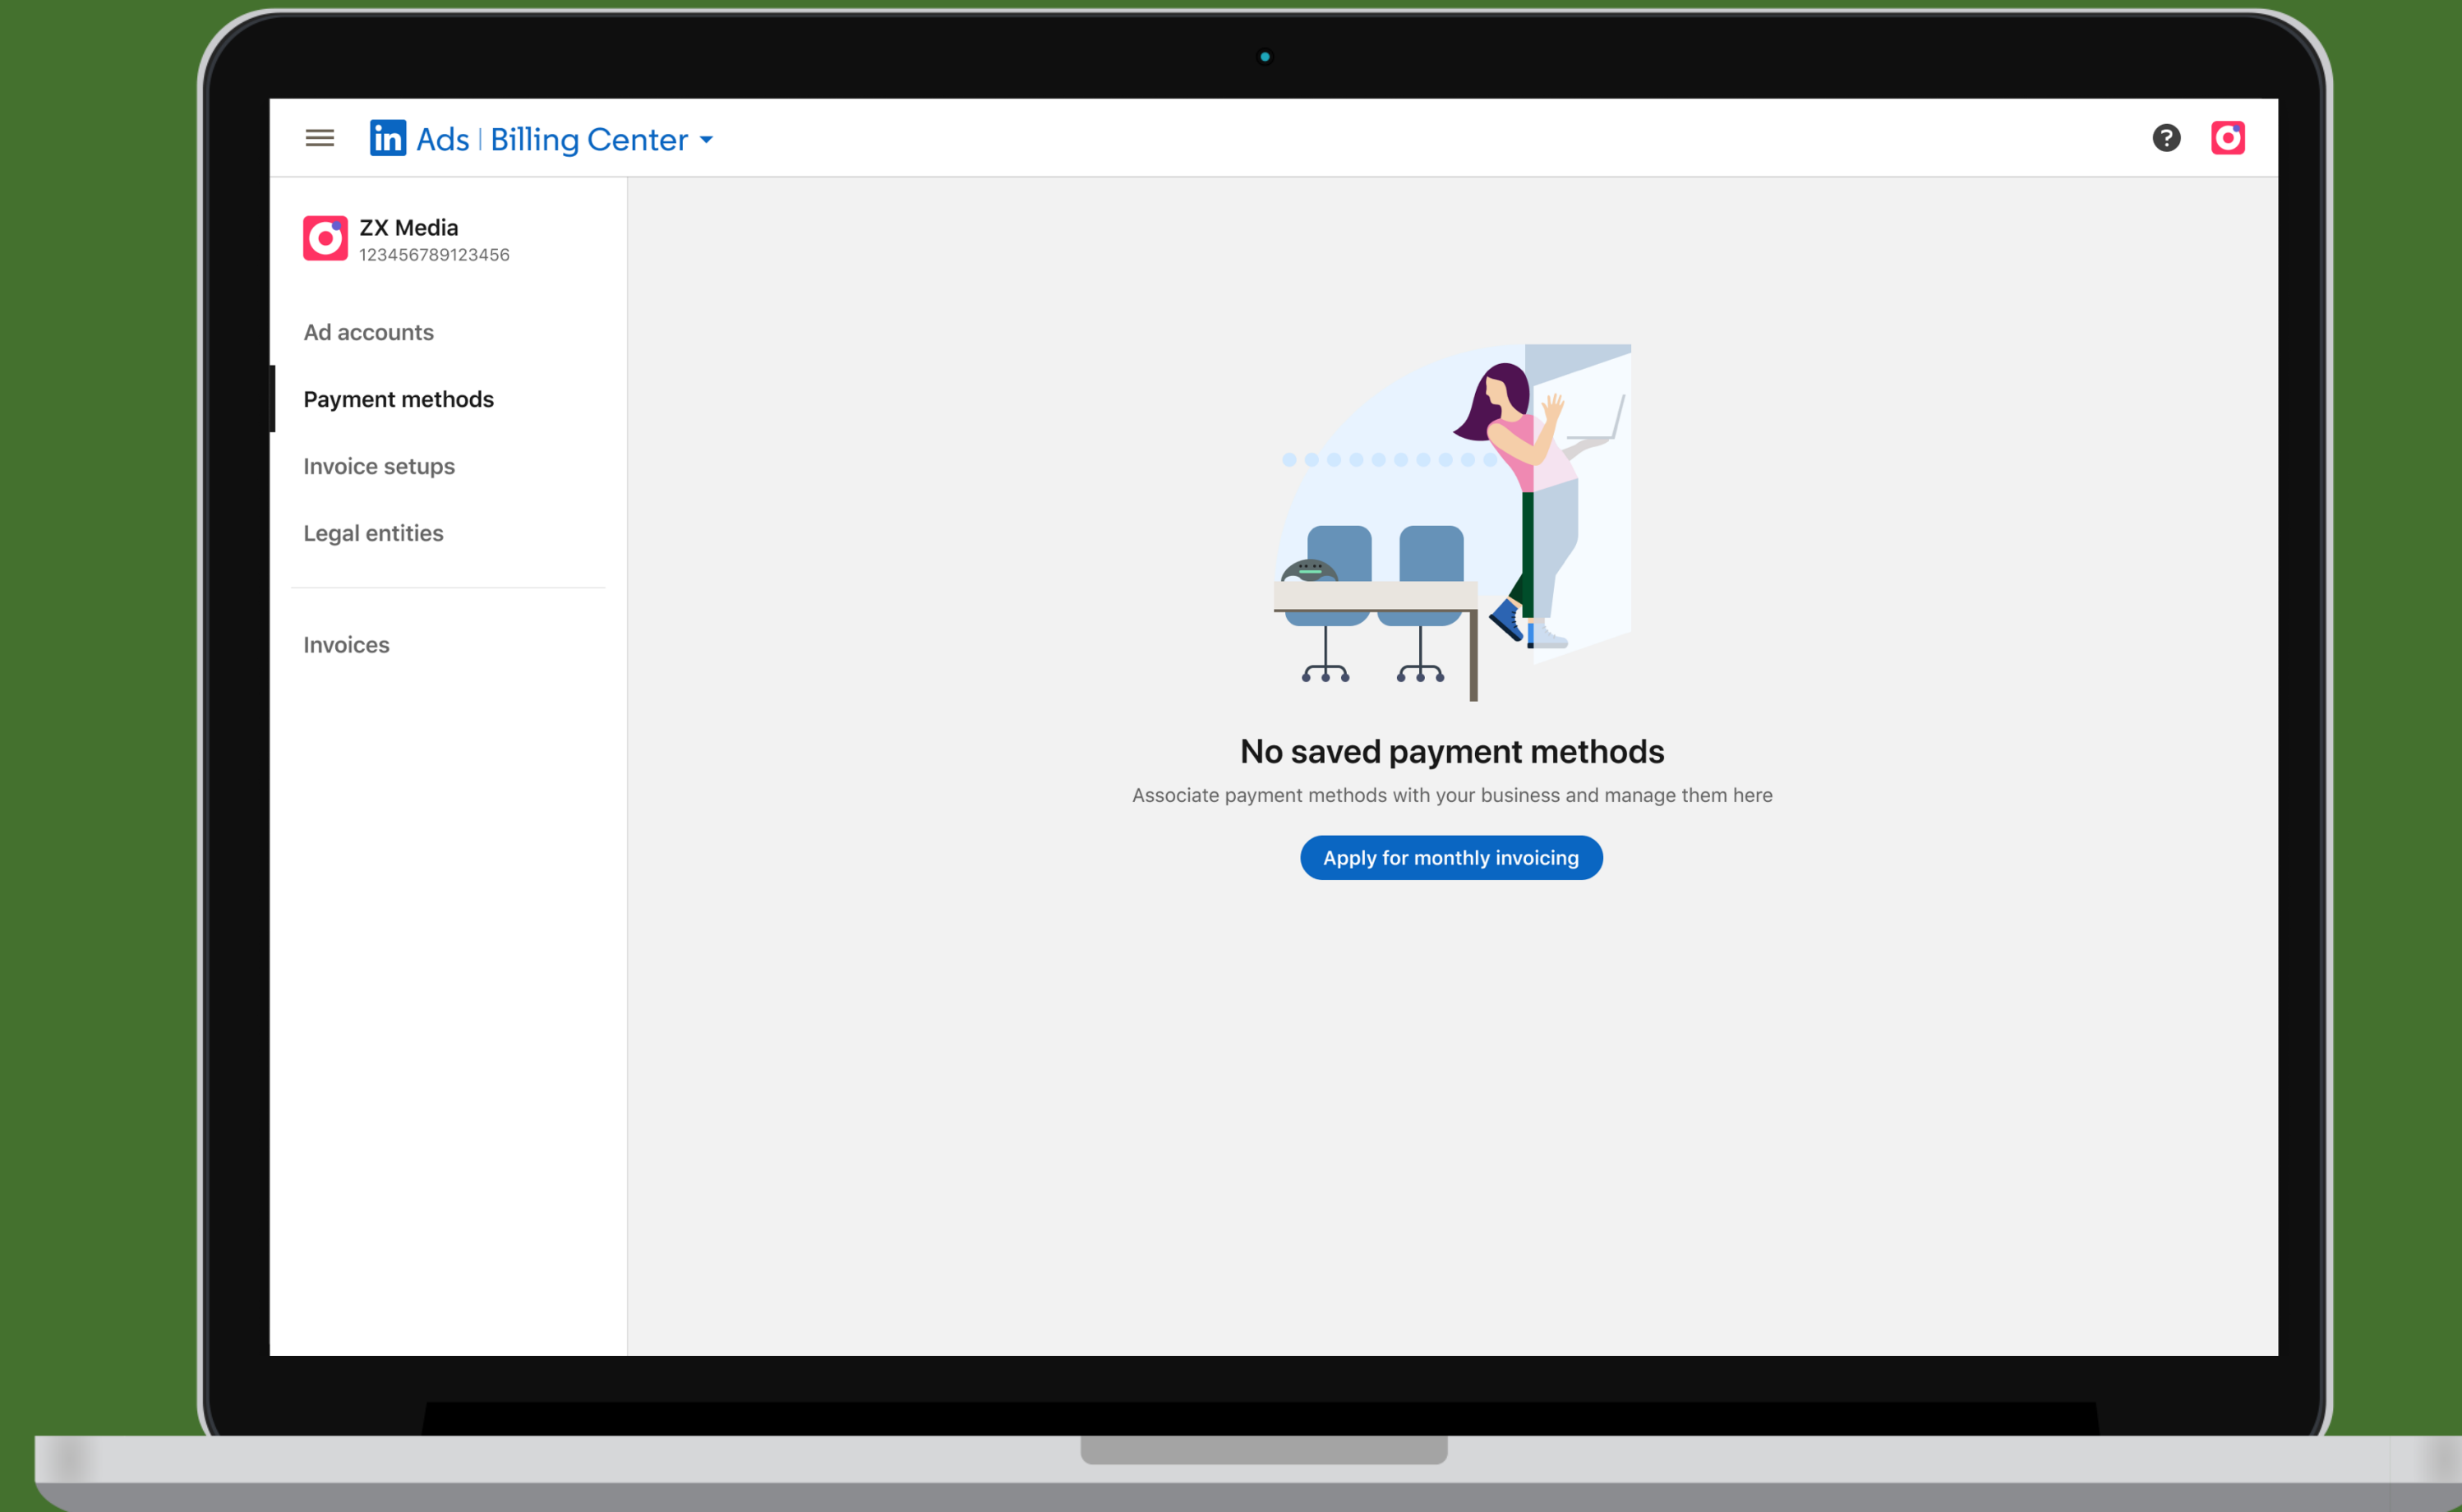 in Ads | Billing Center
?
ZX Media
123456789123456
Ad accounts
Payment methods
Invoice setups
Legal entities
Invoices
No saved payment methods
Associate payment methods with your business and manage them here
Apply for monthly invoicing